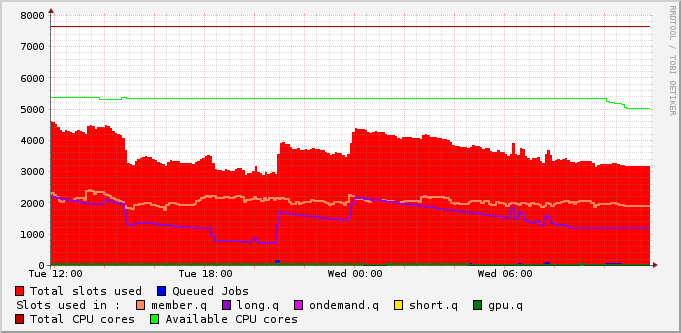 8000
7000
6000
5000
4000
3000
2000
1000
0
Tue 12:00 Tue 18:00 Wed 00:00 Wed 06:00
Total slots used Queued Jobs
Slots used in : member.q long.q ondemand.q short.q gpu.q
Total CPU cores Available CPU cores
RRDTOOL / TOBI OETIKER